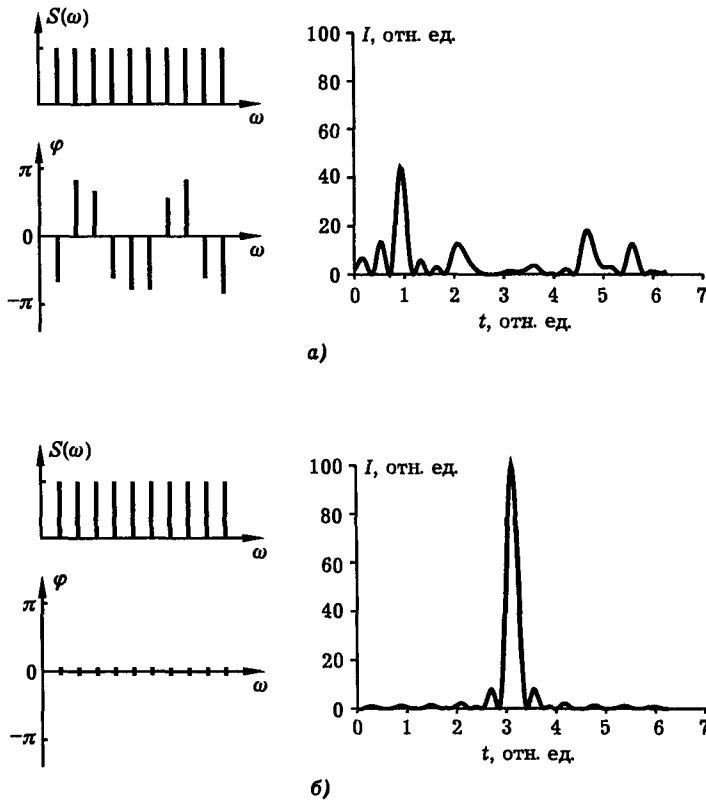 S(ω)
ω
φ
π
0
−π
ω
I, отн. ед.
100
80
60
40
20
0
0 1 2 3 4 5 6 7
t, отн. ед.
а)
S(ω)
ω
φ
π
0
−π
ω
I, отн. ед.
100
80
60
40
20
0
0 1 2 3 4 5 6 7
t, отн. ед.
б)